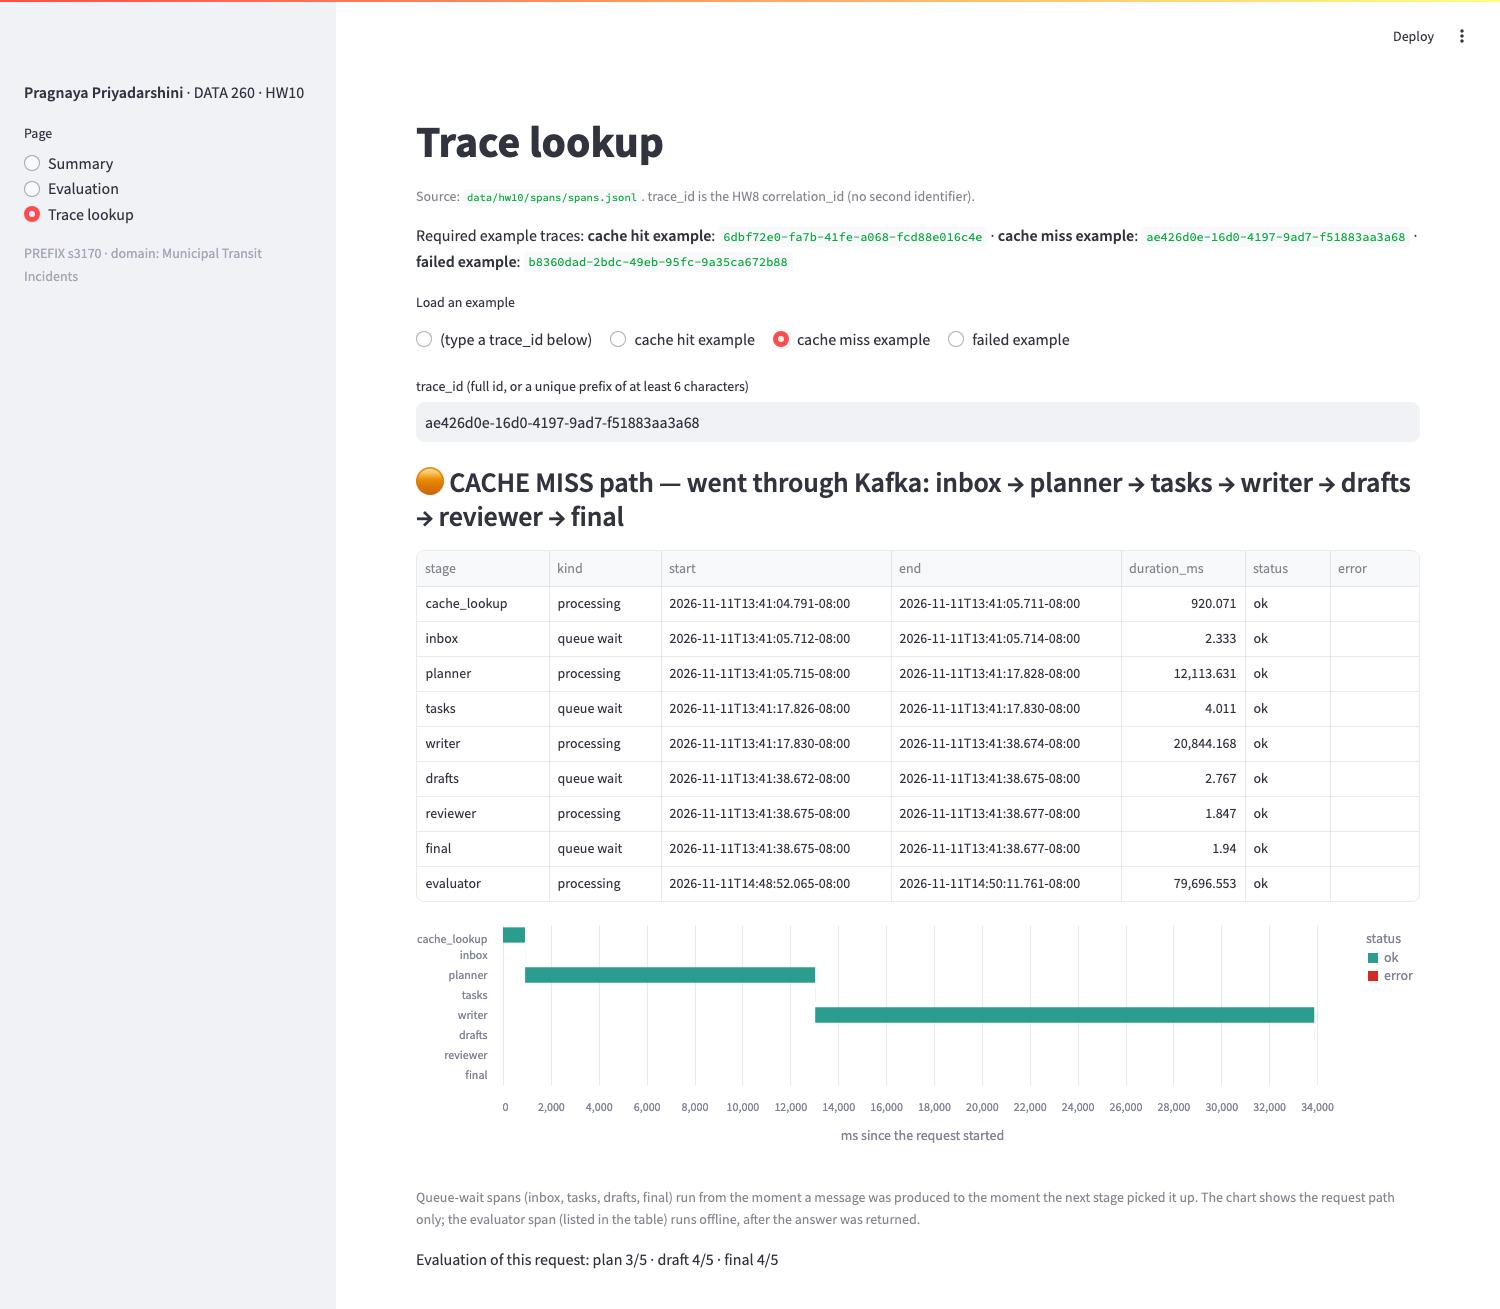 Deploy
Pragnaya Priyadarshini · DATA 260 · HW10
Page
Summary
Evaluation
Trace lookup
PREFIX s3170 · domain: Municipal Transit
Incidents
Trace lookup
Source: data/hw10/spans/spans.jsonl . trace_id is the HW8 correlation_id (no second identifier).
Required example traces: cache hit example: 6dbf72e0-fa7b-41fe-a068-fcd88e016c4e · cache miss example: ae426d0e-16d0-4197-9ad7-f51883aa3a68 ·
failed example: b8360dad-2bdc-49eb-95fc-9a35ca672b88
Load an example
(type a trace_id below) cache hit example cache miss example failed example
trace_id (full id, or a unique prefix of at least 6 characters)
ae426d0e-16d0-4197-9ad7-f51883aa3a68
CACHE MISS path — went through Kafka: inbox → planner → tasks → writer → drafts
→ reviewer → final
stage kind start end duration_ms status error
cache_lookup processing 2026-11-11T13:41:04.791-08:00 2026-11-11T13:41:05.711-08:00 920.071 ok
inbox queue wait 2026-11-11T13:41:05.712-08:00 2026-11-11T13:41:05.714-08:00 2.333 ok
planner processing 2026-11-11T13:41:05.715-08:00 2026-11-11T13:41:17.828-08:00 12,113.631 ok
tasks queue wait 2026-11-11T13:41:17.826-08:00 2026-11-11T13:41:17.830-08:00 4.011 ok
writer processing 2026-11-11T13:41:17.830-08:00 2026-11-11T13:41:38.674-08:00 20,844.168 ok
drafts queue wait 2026-11-11T13:41:38.672-08:00 2026-11-11T13:41:38.675-08:00 2.767 ok
reviewer processing 2026-11-11T13:41:38.675-08:00 2026-11-11T13:41:38.677-08:00 1.847 ok
final queue wait 2026-11-11T13:41:38.675-08:00 2026-11-11T13:41:38.677-08:00 1.94 ok
evaluator processing 2026-11-11T14:48:52.065-08:00 2026-11-11T14:50:11.761-08:00 79,696.553 ok
cache_lookup
inbox
planner
tasks
writer
drafts
reviewer
final
0 2,000 4,000 6,000 8,000 10,000 12,000 14,000 16,000 18,000 20,000 22,000 24,000 26,000 28,000 30,000 32,000 34,000
ms since the request started
status
ok
error
Queue-wait spans (inbox, tasks, drafts, final) run from the moment a message was produced to the moment the next stage picked it up. The chart shows the request path
only; the evaluator span (listed in the table) runs offline, after the answer was returned.
Evaluation of this request: plan 3/5 · draft 4/5 · final 4/5